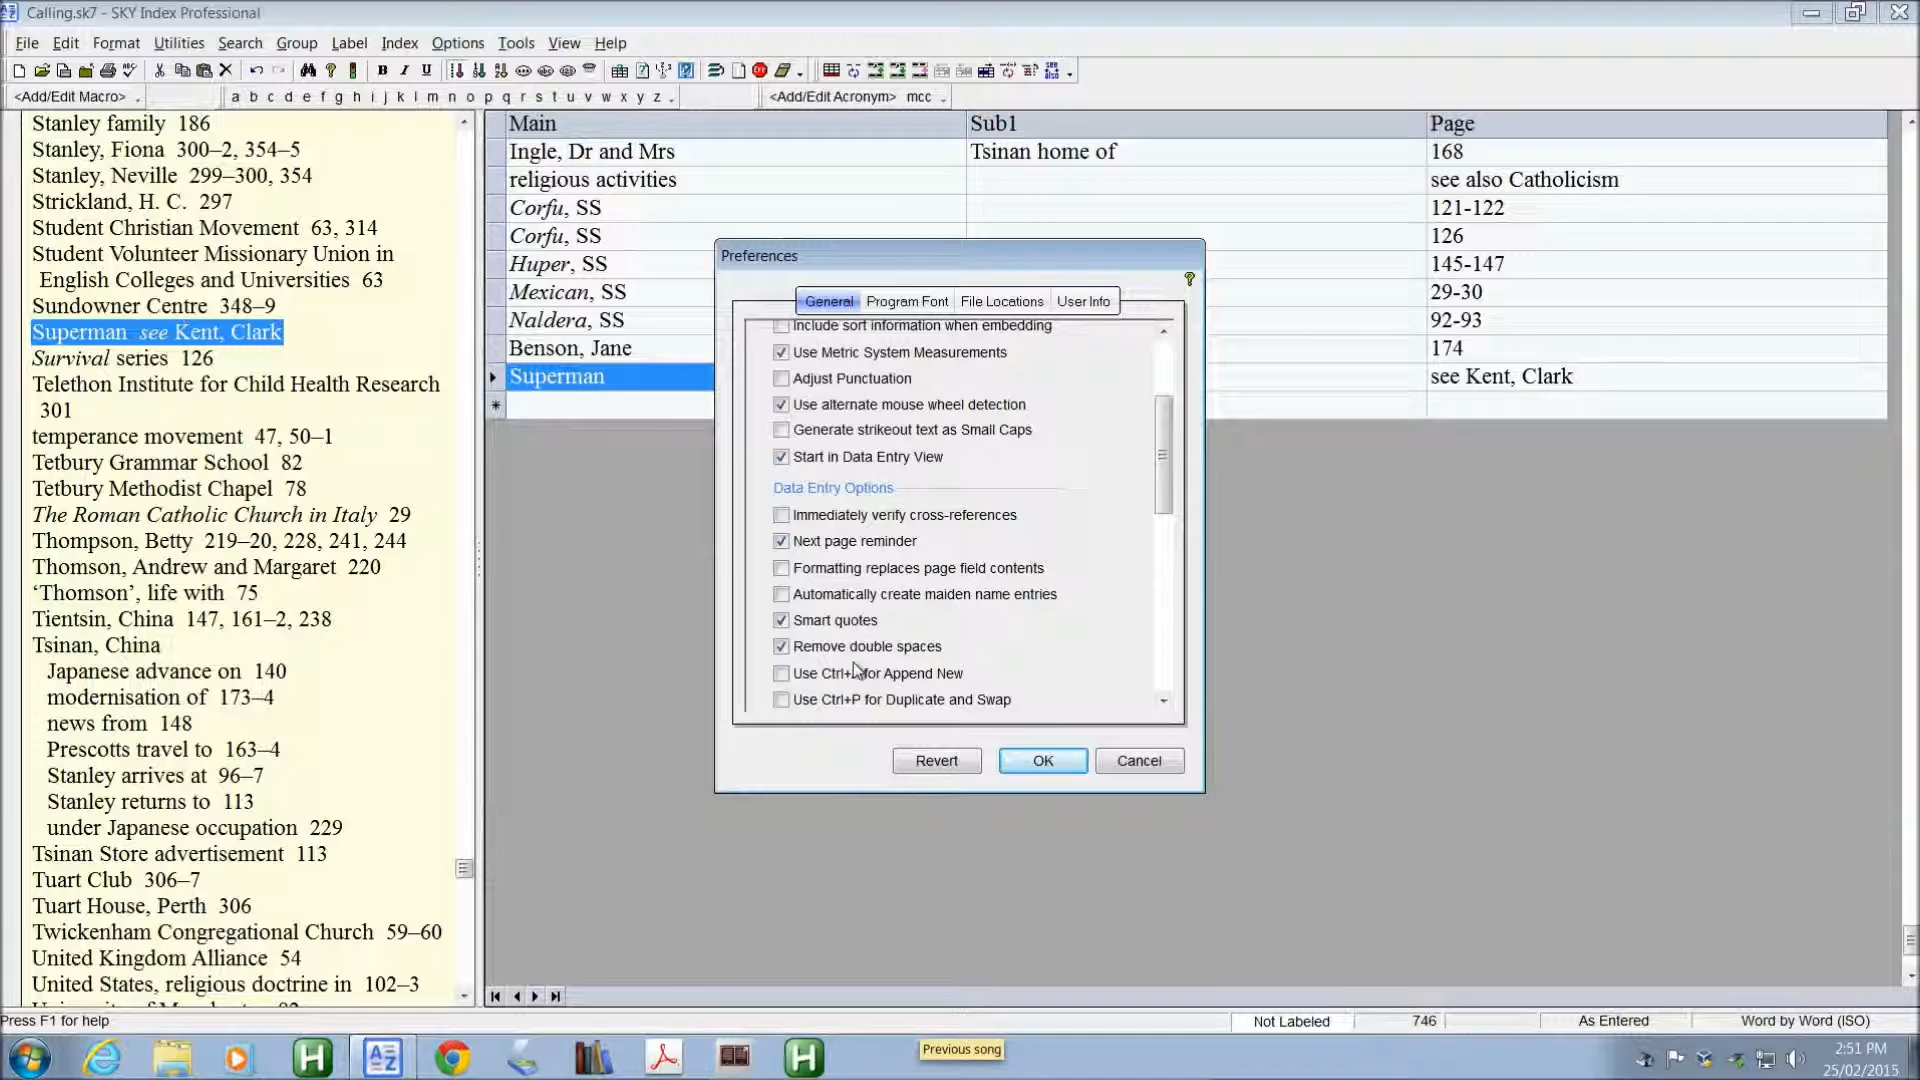 Calling.sk7 - SKY Index Professional
File Edit Format Utilities Search Group Label Index Options Tools View Help
B I U
<Add/Edit Macro> a b c d e f g h i j k l m n o p q r s t u v w x y z <Add/Edit Acronym> mcc
Stanley family 186
Stanley, Fiona 300–2, 354–5
Stanley, Neville 299–300, 354
Strickland, H. C. 297
Student Christian Movement 63, 314
Student Volunteer Missionary Union in
English Colleges and Universities 63
Sundowner Centre 348–9
Superman see Kent, Clark
Survival series 126
Telethon Institute for Child Health Research
301
temperance movement 47, 50–1
Tetbury Grammar School 82
Tetbury Methodist Chapel 78
The Roman Catholic Church in Italy 29
Thompson, Betty 219–20, 228, 241, 244
Thomson, Andrew and Margaret 220
‘Thomson’, life with 75
Tientsin, China 147, 161–2, 238
Tsinan, China
Japanese advance on 140
modernisation of 173–4
news from 148
Prescotts travel to 163–4
Stanley arrives at 96–7
Stanley returns to 113
under Japanese occupation 229
Tsinan Store advertisement 113
Tuart Club 306–7
Tuart House, Perth 306
Twickenham Congregational Church 59–60
United Kingdom Alliance 54
United States, religious doctrine in 102–3
Main Sub1 Page
Ingle, Dr and Mrs Tsinan home of 168
religious activities see also Catholicism
Corfu, SS 121-122
Corfu, SS 126
Huper, SS 145-147
Mexican, SS 29-30
Naldera, SS 92-93
Benson, Jane 174
Superman see Kent, Clark
Preferences
General Program Font File Locations User Info
Include sort information when embedding
Use Metric System Measurements
Adjust Punctuation
Use alternate mouse wheel detection
Generate strikeout text as Small Caps
Start in Data Entry View
Data Entry Options
Immediately verify cross-references
Next page reminder
Formatting replaces page field contents
Automatically create maiden name entries
Smart quotes
Remove double spaces
Use for Append New
Use Ctrl+P for Duplicate and Swap
Revert OK Cancel
Press F1 for help Not Labeled 746 As Entered Word by Word (ISO)
Previous song
2:51 PM
25/02/2015